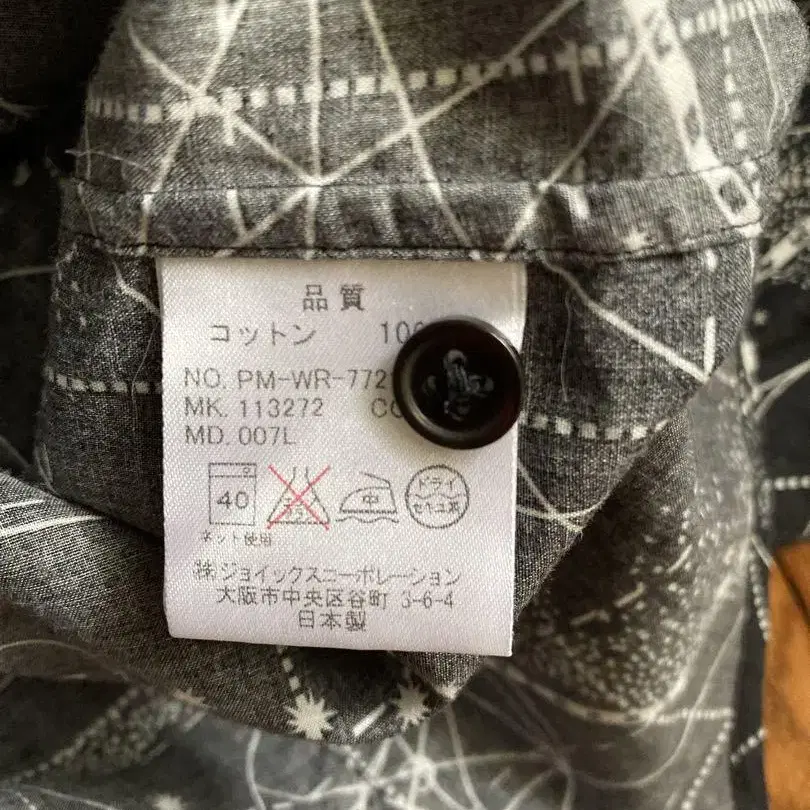 品質
コットン 10
NO. PM-WR-772
MK. 113272 CO
MD. 007L
40
中
ドライ
セキユ系
ネット使用
㈱ジョイックスコーポレーション
大阪市中央区谷町 3-6-4
日本製